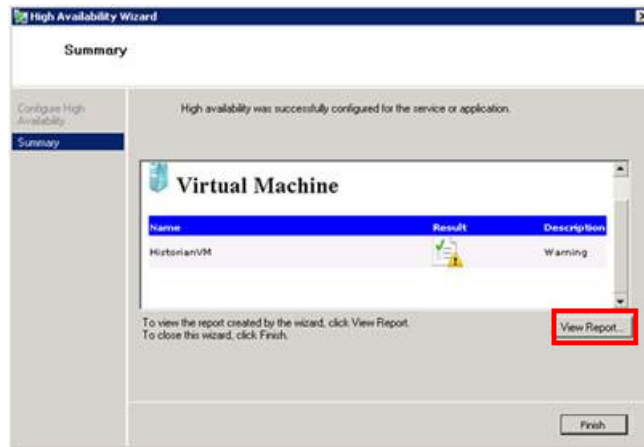 High Availability Wizard
Summary
Configure High
Availability
Summary
High availability was successfully configured for the service or application.
Virtual Machine
Name Result Description
HistorianVM Warning
To view the report created by the wizard, click View Report.
To close this wizard, click Finish.
View Report...
Finish